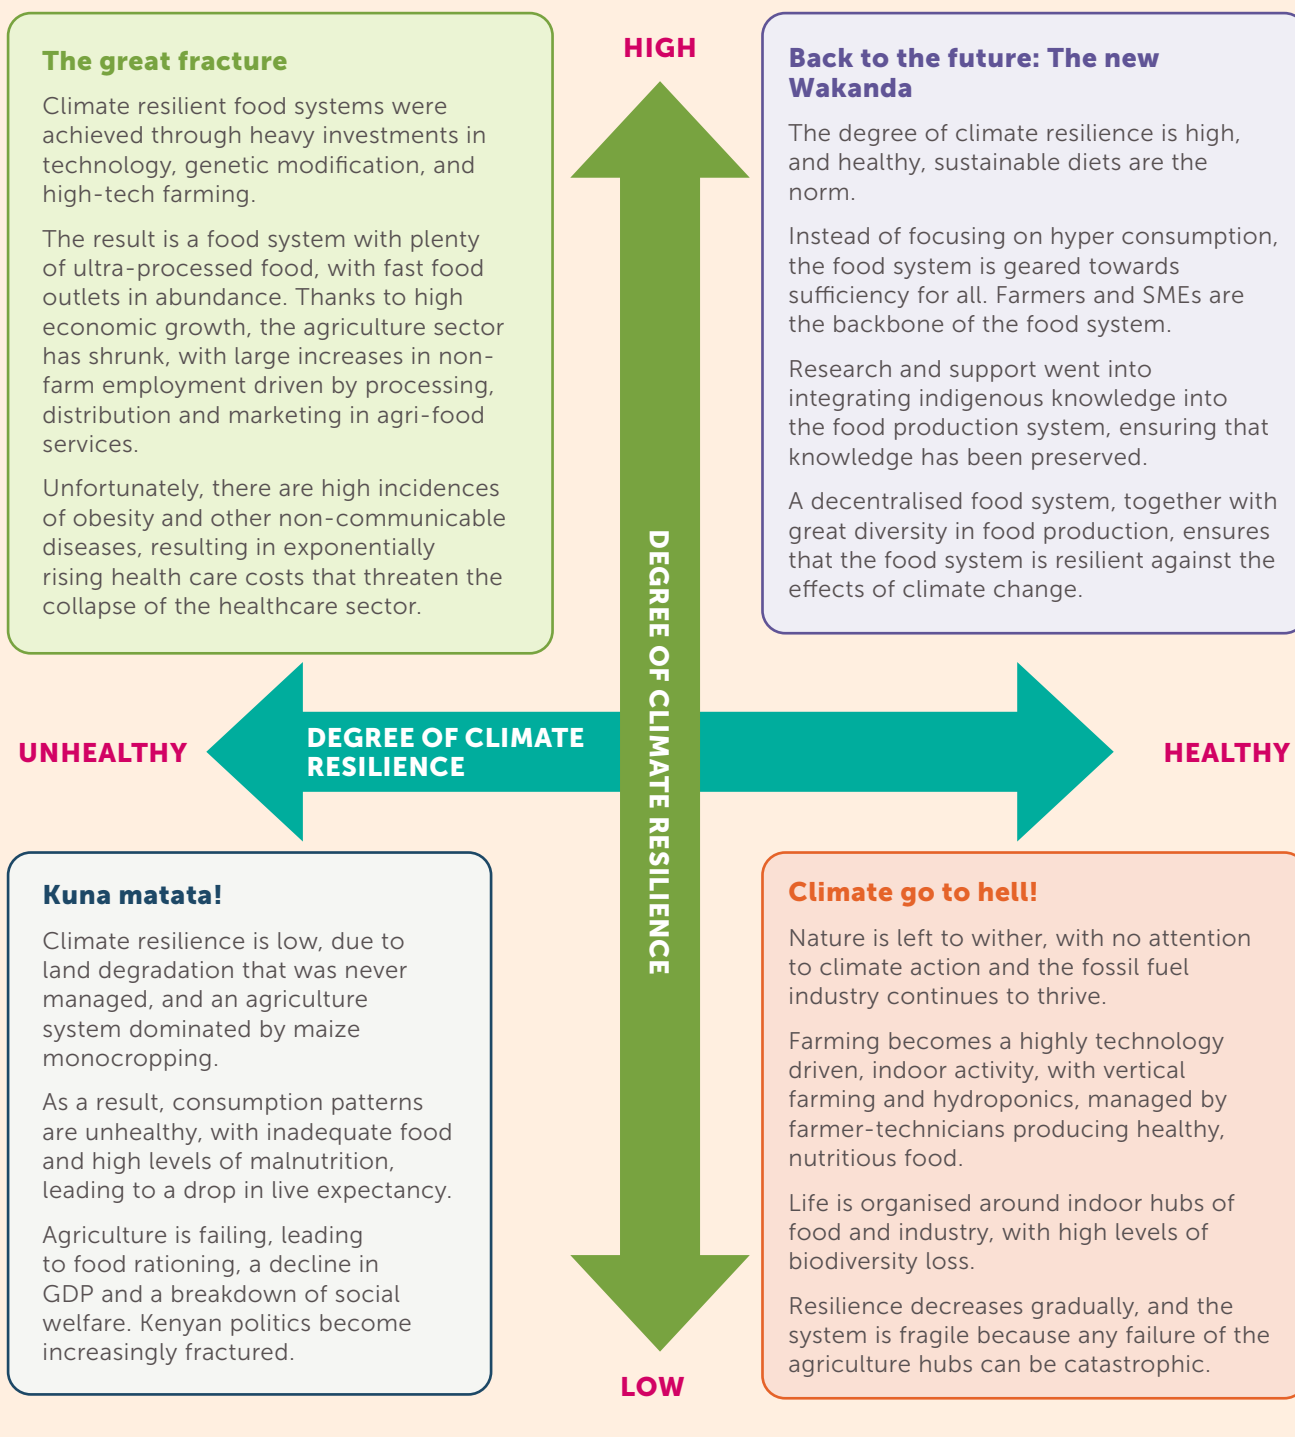 The great fracture
Climate resilient food systems were
achieved through heavy investments in
technology, genetic modification, and
high-tech farming.
The result is a food system with plenty
of ultra-processed food, with fast food
outlets in abundance. Thanks to high
economic growth, the agriculture sector
has shrunk, with large increases in non-
farm employment driven by processing,
distribution and marketing in agri-food
services.
Unfortunately, there are high incidences
of obesity and other non-communicable
diseases, resulting in exponentially
rising health care costs that threaten the
collapse of the healthcare sector.
HIGH
Back to the future: The new
Wakanda
The degree of climate resilience is high,
and healthy, sustainable diets are the
norm.
Instead of focusing on hyper consumption,
the food system is geared towards
sufficiency for all. Farmers and SMEs are
the backbone of the food system.
Research and support went into
integrating indigenous knowledge into
the food production system, ensuring that
knowledge has been preserved.
A decentralised food system, together with
great diversity in food production, ensures
that the food system is resilient against the
effects of climate change.
UNHEALTHY
DEGREE OF CLIMATE
RESILIENCE
DEGREE OF CLIMATE RESILIENCE
HEALTHY
Kuna matata!
Climate resilience is low, due to
land degradation that was never
managed, and an agriculture
system dominated by maize
monocropping.
As a result, consumption patterns
are unhealthy, with inadequate food
and high levels of malnutrition,
leading to a drop in live expectancy.
Agriculture is failing, leading
to food rationing, a decline in
GDP and a breakdown of social
welfare. Kenyan politics become
increasingly fractured.
LOW
Climate go to hell!
Nature is left to wither, with no attention
to climate action and the fossil fuel
industry continues to thrive.
Farming becomes a highly technology
driven, indoor activity, with vertical
farming and hydroponics, managed by
farmer-technicians producing healthy,
nutritious food.
Life is organised around indoor hubs of
food and industry, with high levels of
biodiversity loss.
Resilience decreases gradually, and the
system is fragile because any failure of the
agriculture hubs can be catastrophic.